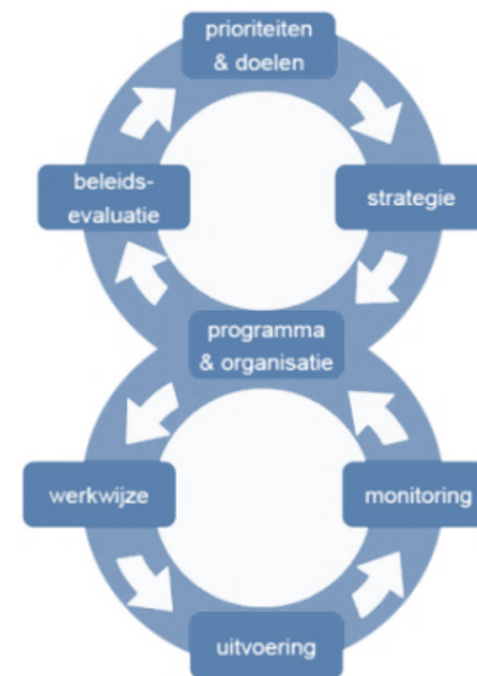 prioriteiten
& doelen
beleids-
evaluatie
strategie
programma
& organisatie
werkwijze
monitoring
uitvoering